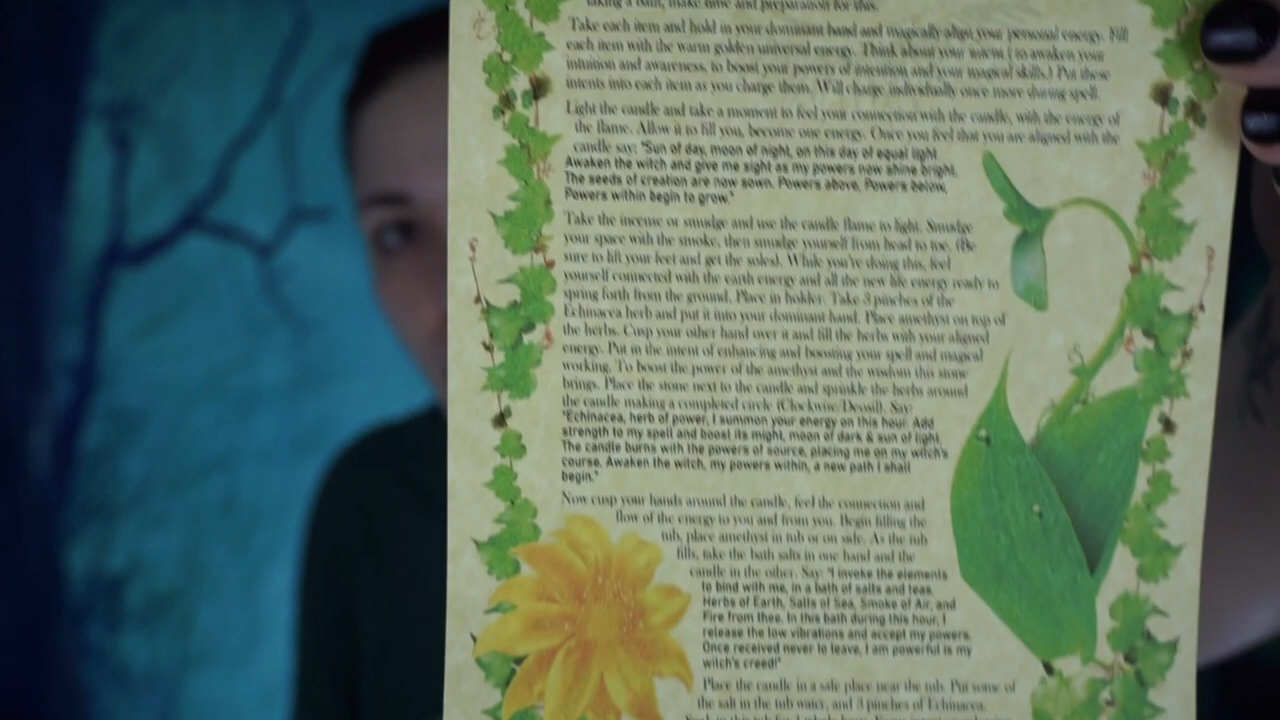 taking a bath, make time and preparation for this.
Take each item and hold in your dominant hand and magically align your personal energy. Fill
each item with the warm golden universal energy. Think about your intent ( to awaken your
intuition and awareness, to boost your powers of intention and your magical skills.) Put these
intents into each item as you charge them. Will charge individually once more during spell.
Light the candle and take a moment to feel your connection with the candle, with the energy of
the flame. Allow it to fill you, become one energy. Once you feel that you are aligned with the
candle say: "Sun of day, moon of night, on this day of equal light.
Awaken the witch and give me sight as my powers now shine bright.
The seeds of creation are now sown. Powers above, Powers below,
Powers within begin to grow."
Take the incense or smudge and use the candle flame to light. Smudge
your space with the smoke, then smudge yourself from head to toe. (Be
sure to lift your feet and get the soles). While you're doing this, feel
yourself connected with the earth energy and all the new life energy ready to
spring forth from the ground. Place in holder. Take 3 pinches of the
Echinacea herb and put it into your dominant hand. Place amethyst on top of
the herbs. Cusp your other hand over it and fill the herbs with your aligned
energy. Put in the intent of enhancing and boosting your spell and magical
working. To boost the power of the amethyst and the wisdom this stone
brings. Place the stone next to the candle and sprinkle the herbs around
the candle making a completed circle (Clockwise/Deosil). Say:
"Echinacea, herb of power, I summon your energy on this hour. Add
strength to my spell and boost its might, moon of dark & sun of light.
The candle burns with the powers of source, placing me on my witch's
course. Awaken the witch, my powers within, a new path I shall
begin."
Now cusp your hands around the candle, feel the connection and
flow of the energy to you and from you. Begin filling the
tub, place amethyst in tub or on side. As the tub
fills, take the bath salts in one hand and the
candle in the other. Say: "I invoke the elements
to bind with me, in a bath of salts and teas.
Herbs of Earth, Salts of Sea, Smoke of Air, and
Fire from thee. In this bath during this hour, I
release the low vibrations and accept my powers.
Once received never to leave, I am powerful is my
witch's creed!"
Place the candle in a safe place near the tub. Put some of
the salt in the tub water, and 3 pinches of Echinacea.